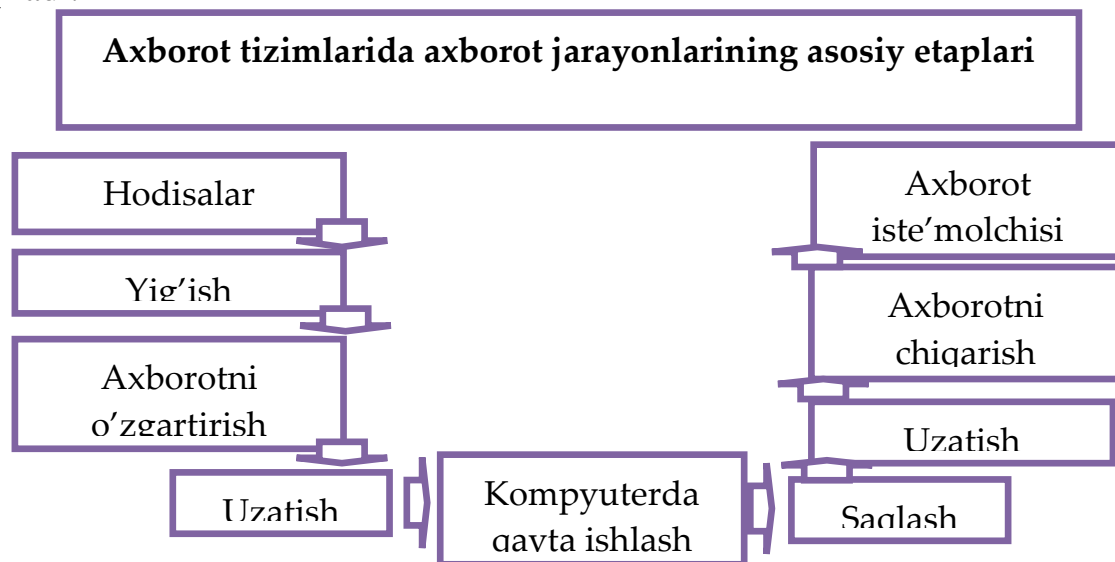 Axborot tizimlarida axborot jarayonlarining asosiy etaplari
Hodisalar
Yig’ish
Axborotni
o’zgartirish
Uzatish
Kompyuterda
qayta ishlash
Saqlash
Uzatish
Axborotni
chiqarish
Axborot
iste’molchisi